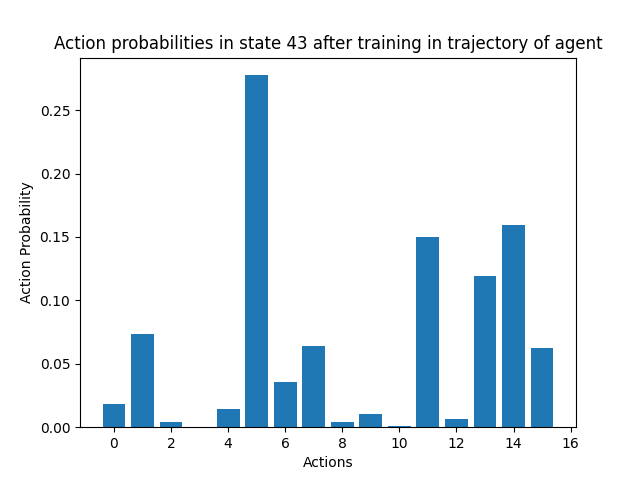 Action probabilities in state 43 after training in trajectory of agent
Action Probability
0.25
0.20
0.15
0.10
0.05
0.00
0 2 4 6 8 10 12 14 16
Actions